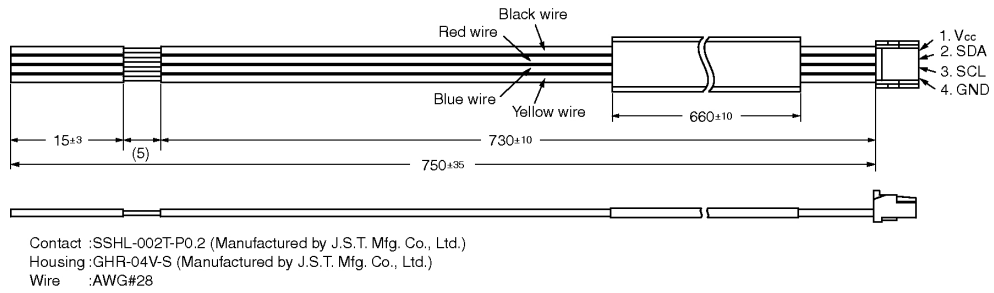 Black wire
Red wire
Blue wire
Yellow wire
1. Vcc
2. SDA
3. SCL
4. GND
660±10
15±3
(5)
730±10
750±35
Contact :SSHL-002T-P0.2 (Manufactured by J.S.T. Mfg. Co., Ltd.)
Housing :GHR-04V-S (Manufactured by J.S.T. Mfg. Co., Ltd.)
Wire :AWG#28